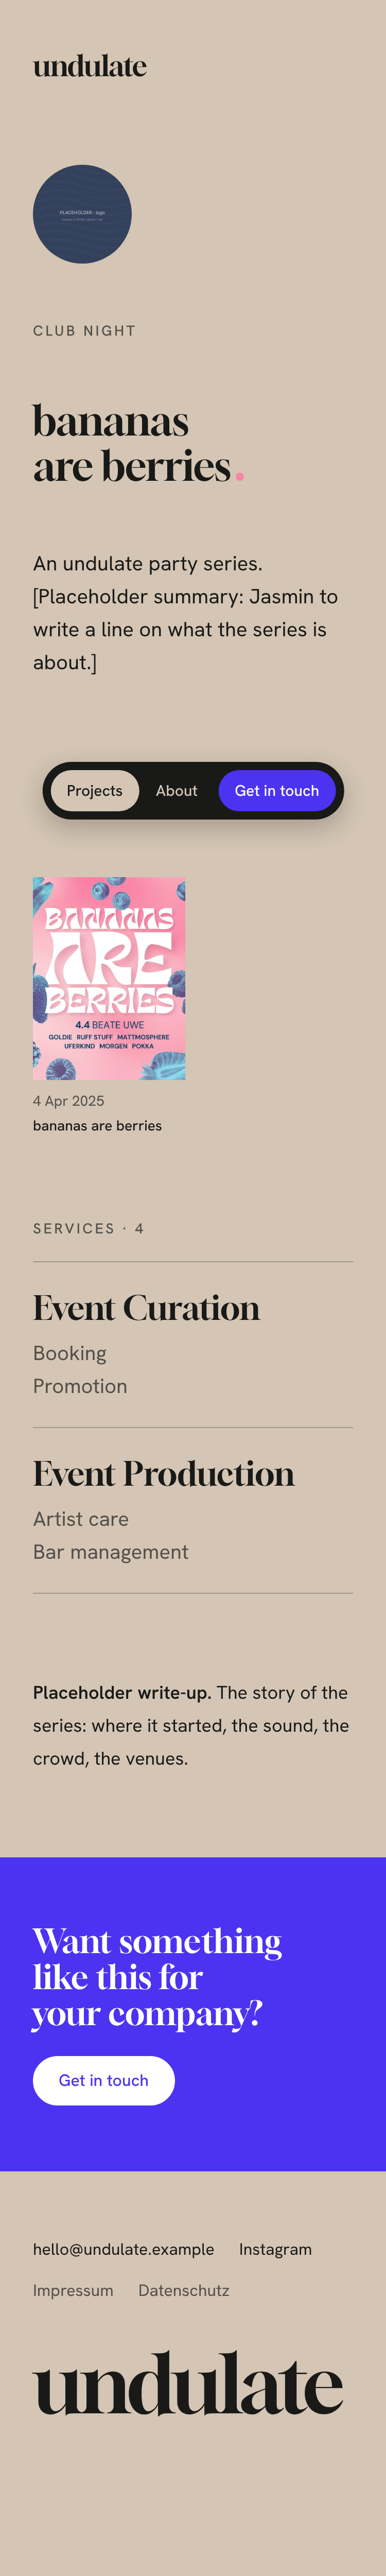 undulate
PLACEHOLDER · logo
CLUB NIGHT
bananas
are berries.
An undulate party series.
[Placeholder summary: Jasmin to
write a line on what the series is
about.]
Projects About Get in touch
BANANAS
ARE
BERRIES
4.4 BEATE UWE
GOLDIE RUFF STUFF MATTMOSPHERE
UFERKIND MORGEN POKKA
4 Apr 2025
bananas are berries
SERVICES · 4
Event Curation
Booking
Promotion
Event Production
Artist care
Bar management
Placeholder write-up. The story of the
series: where it started, the sound, the
crowd, the venues.
Want something
like this for
your company?
Get in touch
hello@undulate.example Instagram
Impressum Datenschutz
undulate